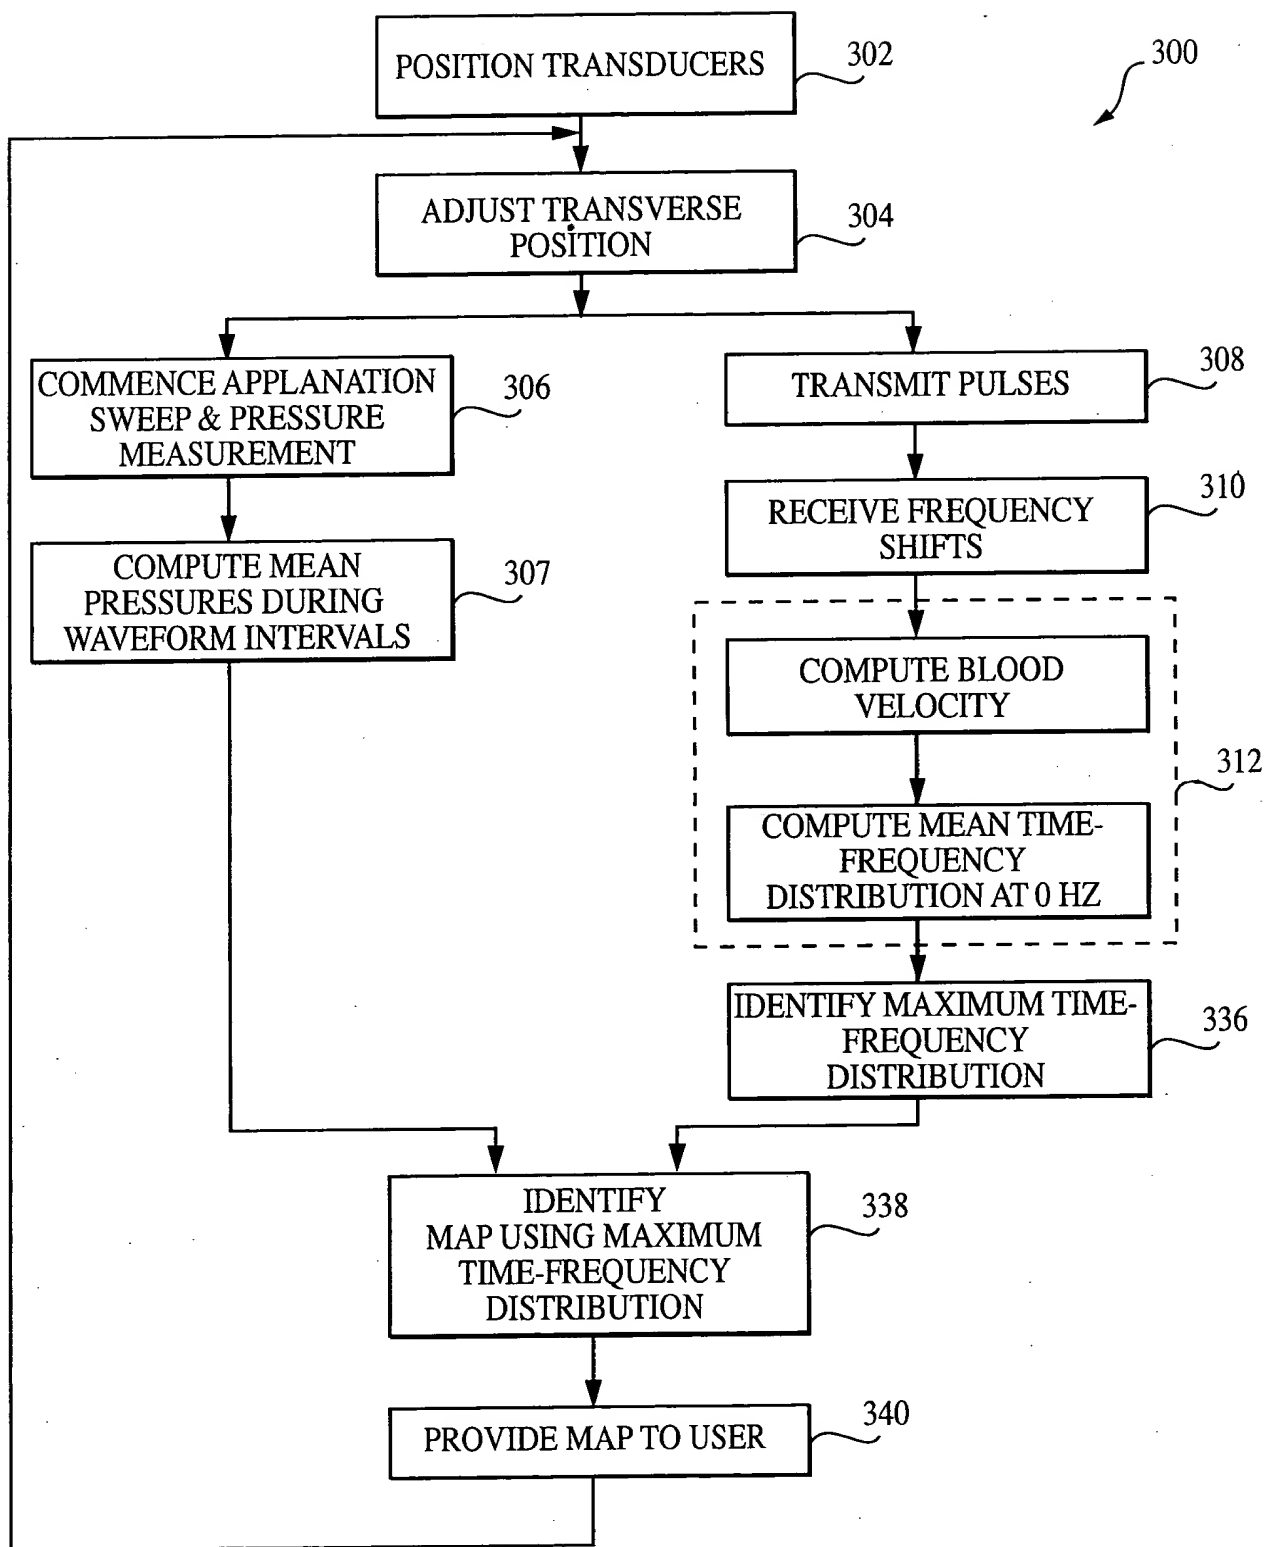 POSITION TRANSDUCERS
302
300
ADJUST TRANSVERSE
POSITION
304
COMMENCE APPLANATION
SWEEP & PRESSURE
MEASUREMENT
306
TRANSMIT PULSES
308
RECEIVE FREQUENCY
SHIFTS
310
COMPUTE MEAN
PRESSURES DURING
WAVEFORM INTERVALS
307
COMPUTE BLOOD
VELOCITY
312
COMPUTE MEAN TIME-
FREQUENCY
DISTRIBUTION AT 0 HZ
IDENTIFY MAXIMUM TIME-
FREQUENCY
DISTRIBUTION
336
IDENTIFY
MAP USING MAXIMUM
TIME-FREQUENCY
DISTRIBUTION
338
PROVIDE MAP TO USER
340